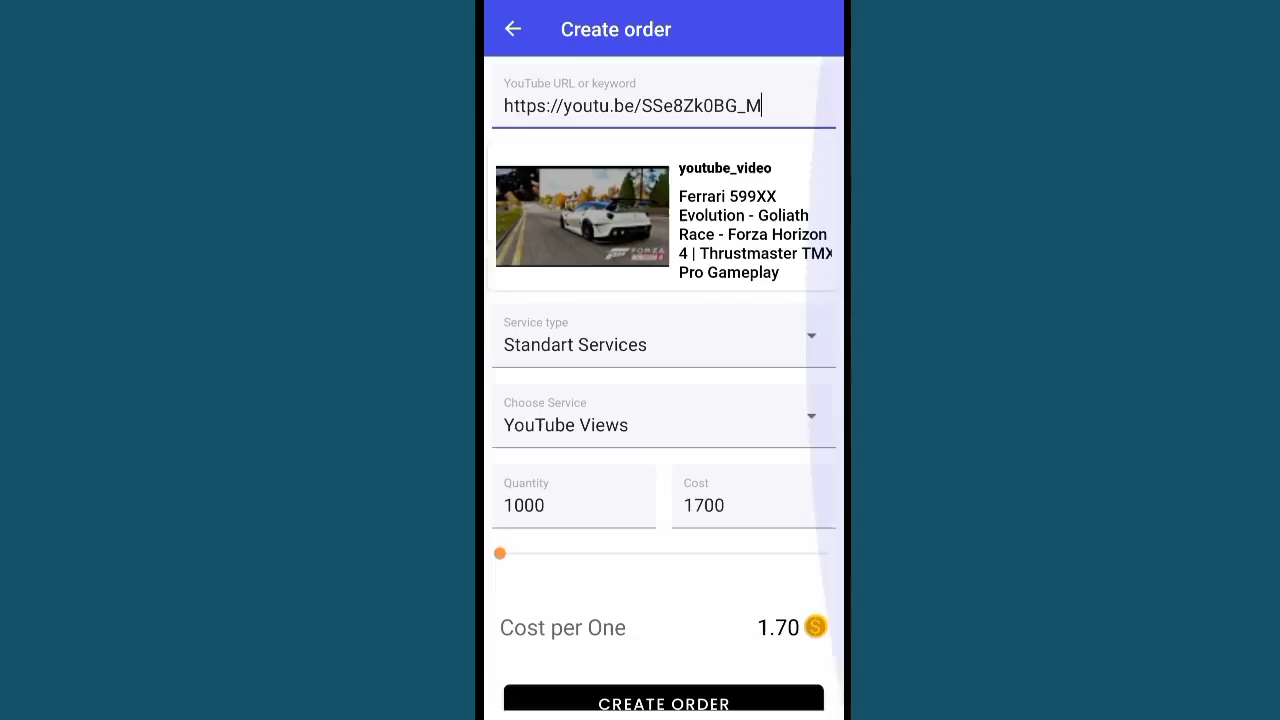 Create order
YouTube URL or keyword
https://youtu.be/SSe8Zk0BG_M
youtube_video
Ferrari 599XX
Evolution - Goliath
Race - Forza Horizon
4 | Thrustmaster TMX
Pro Gameplay
FORZA
Service type
Standart Services
Choose Service
YouTube Views
Quantity
1000
Cost
1700
Cost per One
1.70 S
CREATE ORDER